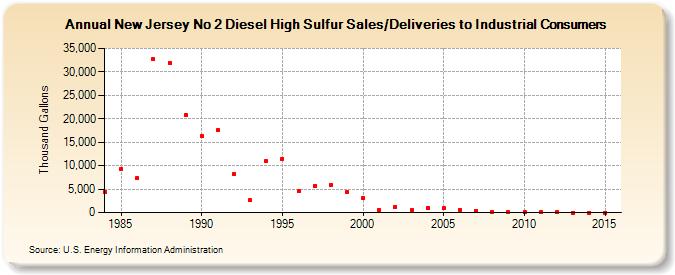 Annual New Jersey No 2 Diesel High Sulfur Sales/Deliveries to Industrial Consumers
Thousand Gallons
35,000
30,000
25,000
20,000
15,000
10,000
5,000
0
1985 1990 1995 2000 2005 2010 2015
Source: U.S. Energy Information Administration